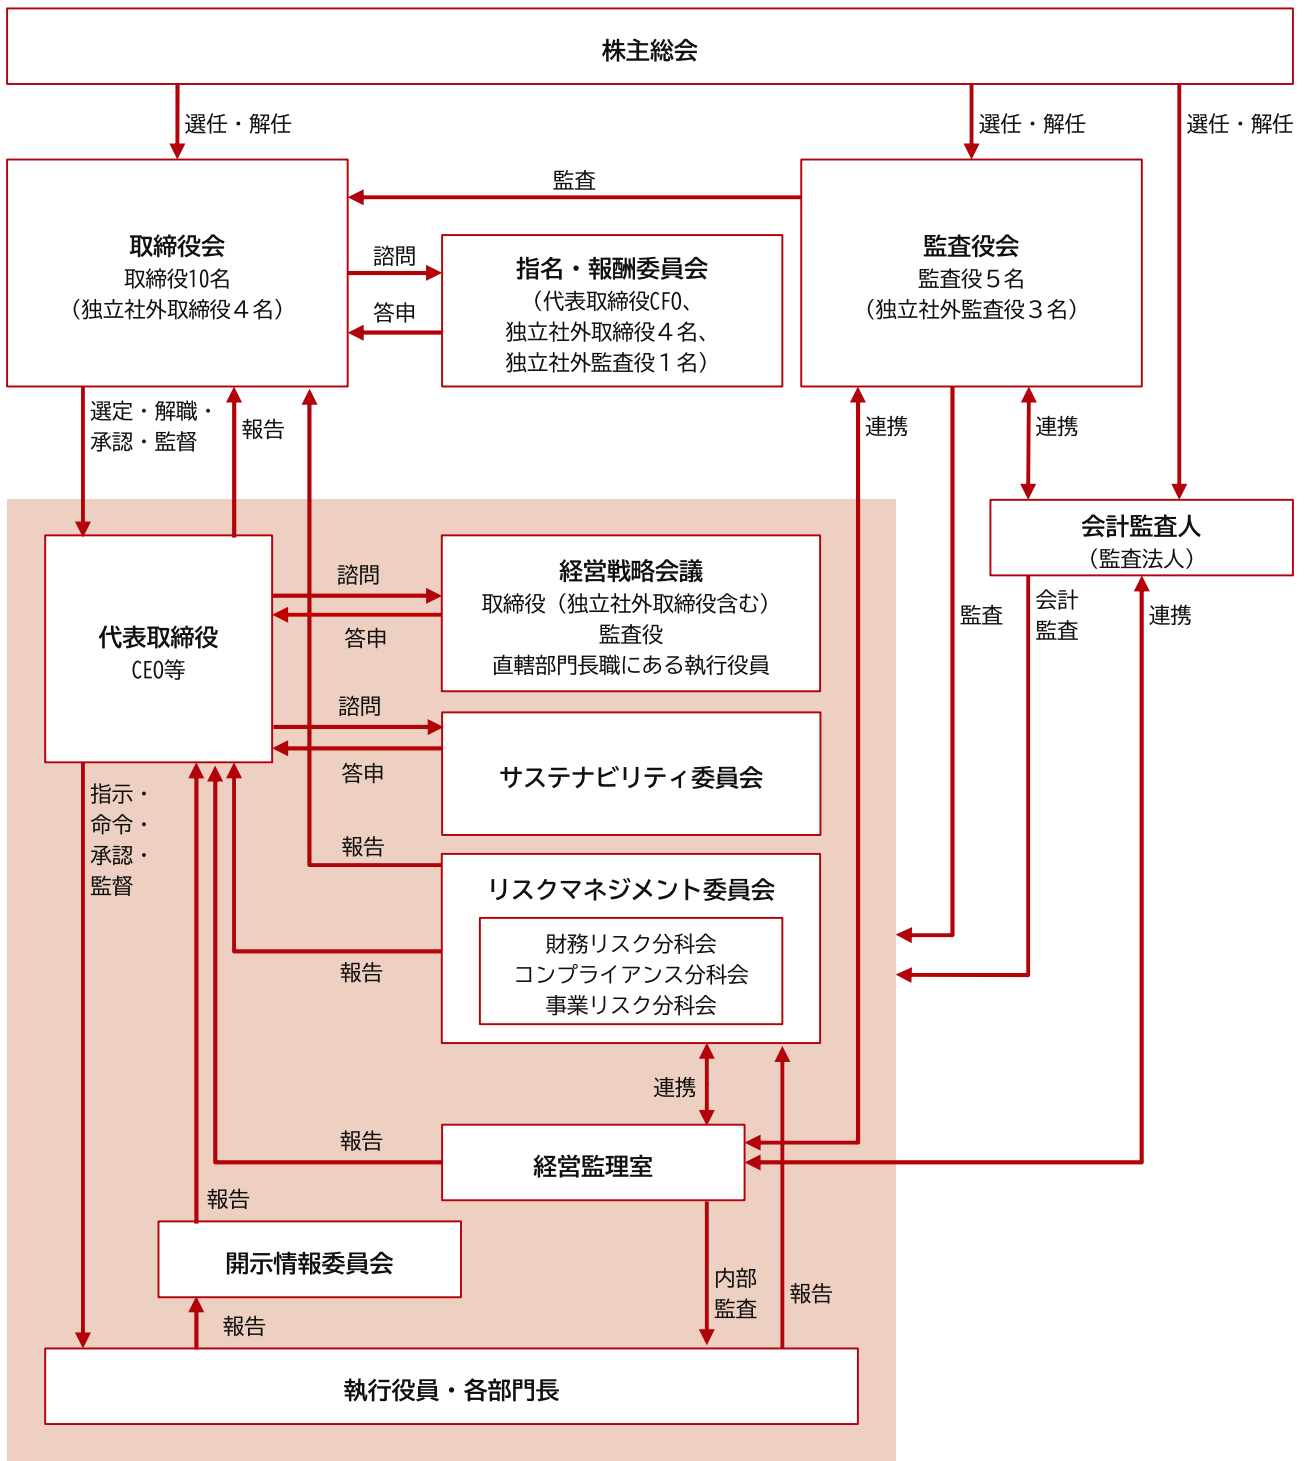 株主総会
選任・解任
選任・解任
選任・解任
取締役会
取締役10名
（独立社外取締役４名）
監査
諮問
答申
指名・報酬委員会
（代表取締役CFO、
独立社外取締役４名、
独立社外監査役１名）
監査役会
監査役５名
（独立社外監査役３名）
選定・解職・
承認・監督
報告
連携
連携
会計監査人
（監査法人）
監査
会計
監査
連携
代表取締役
CEO等
諮問
答申
経営戦略会議
取締役（独立社外取締役含む）
監査役
直轄部門長職にある執行役員
諮問
答申
サステナビリティ委員会
指示・
命令・
承認・
監督
報告
報告
リスクマネジメント委員会
財務リスク分科会
コンプライアンス分科会
事業リスク分科会
連携
報告
経営監理室
報告
開示情報委員会
内部
監査
報告
報告
執行役員・各部門長